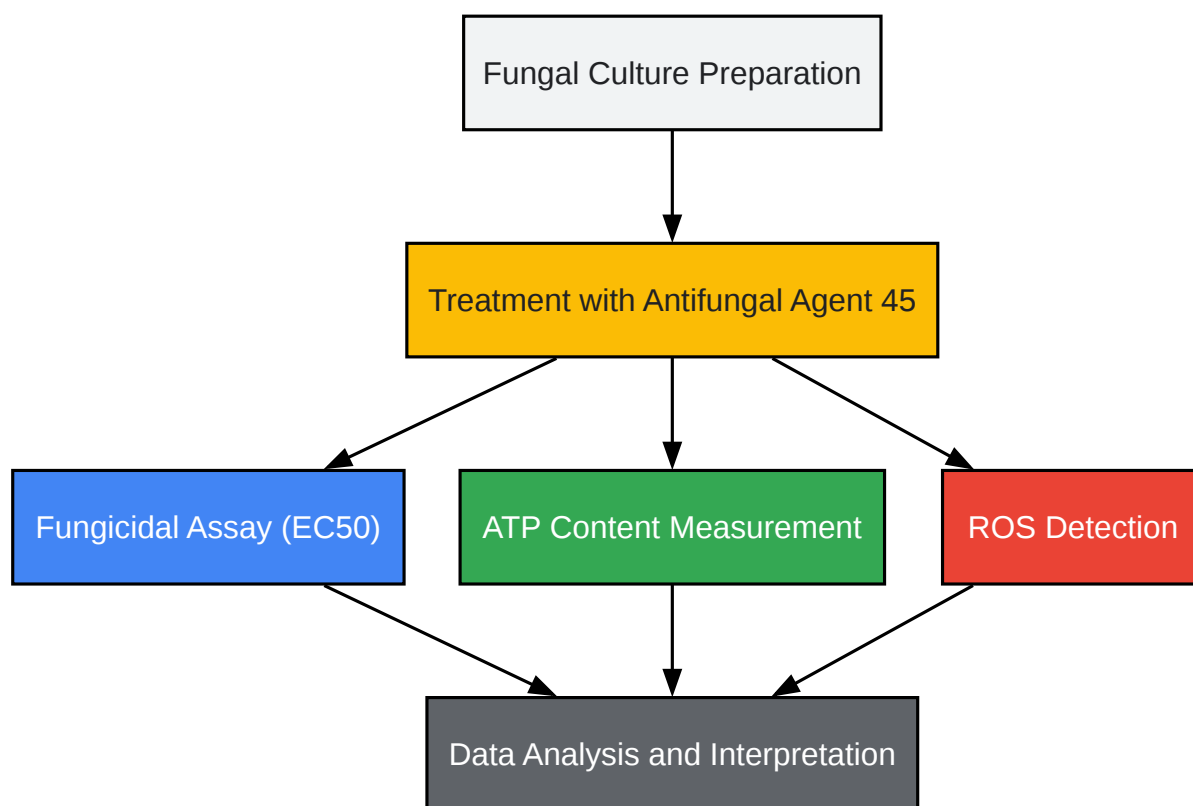 Fungal Culture Preparation
Treatment with Antifungal Agent 45
Fungicidal Assay (EC50)
ATP Content Measurement
ROS Detection
Data Analysis and Interpretation